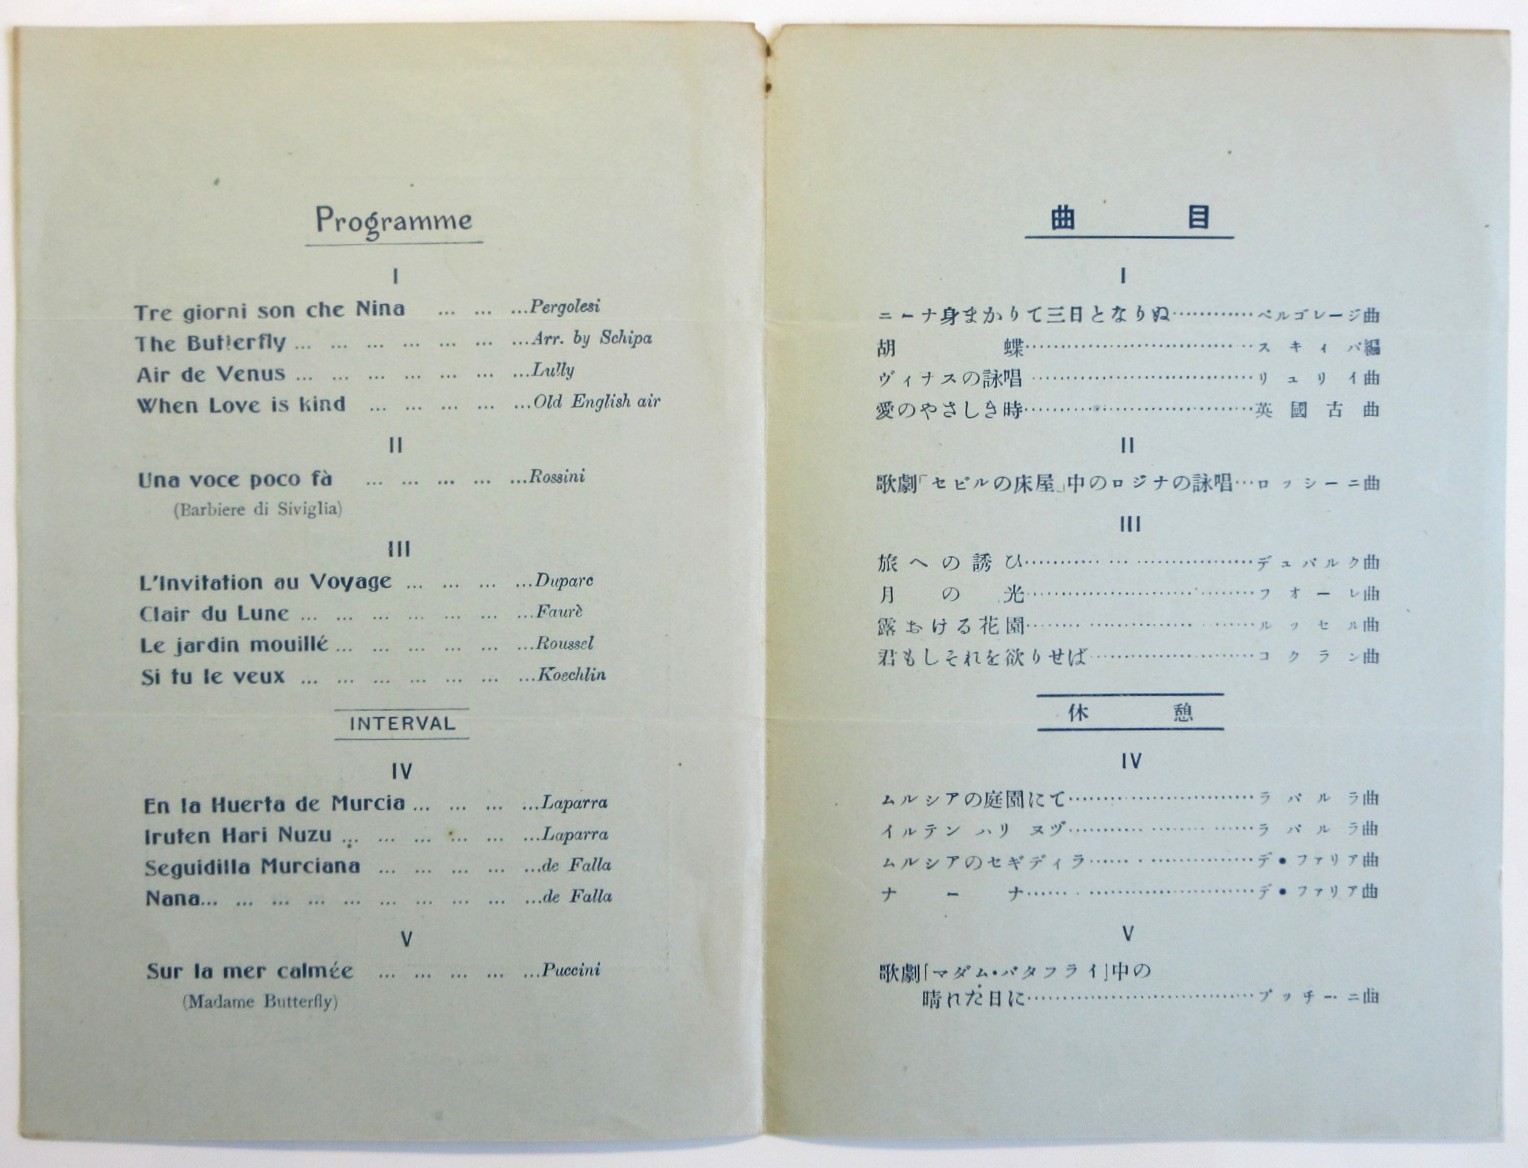 Programme
I
Tre giorni son che Nina ... ... ...Pergolesi
The Butterfly ... ... ... ... ... ... ...Arr. by Schipa
Air de Venus ... ... ... ... ... ... ...Lully
When Love is kind ... ... ... ... ...Old English air
II
Una voce poco fà ... ... ... ... ...Rossini
(Barbiere di Siviglia)
III
L'Invitation au Voyage ... ... ... ...Duparc
Clair du Lune ... ... ... ... ... ... ...Faurè
Le jardin mouillé ... ... ... ... ... ...Roussel
Si tu le veux ... ... ... ... ... ... ...Koechlin
INTERVAL
IV
En la Huerta de Murcia ... ... ... ...Laparra
Iruten Hari Nuzu ... ... ... ... ... ...Laparra
Seguidilla Murciana ... ... ... ... ...de Falla
Nana... ... ... ... ... ... ... ... ... ...de Falla
V
Sur la mer calmée ... ... ... ... ...Puccini
(Madame Butterfly)
曲目
I
ニーナ身まかりて三日となりぬ…………ペルゴレージ曲
胡蝶………………………………スキィパ編
ヴィナスの詠唱………………………………リュリイ曲
愛のやさしき時………………………………英國古曲
II
歌劇「セビルの床屋」中のロジナの詠唱…ロッシーニ曲
III
旅への誘ひ………………………………デュパルク曲
月の光………………………………フオーレ曲
露おける花園………………………………ルッセル曲
君もしそれを欲りせば………………………コクラン曲
休憩
IV
ムルシアの庭園にて…………………………ラパルラ曲
イルテン ハリ ヌヅ…………………………ラパルラ曲
ムルシアのセギディラ………………………デ・ファリア曲
ナーナ………………………………デ・ファリア曲
V
歌劇「マダム・バタフライ」中の
晴れた日に………………………………プッチーニ曲